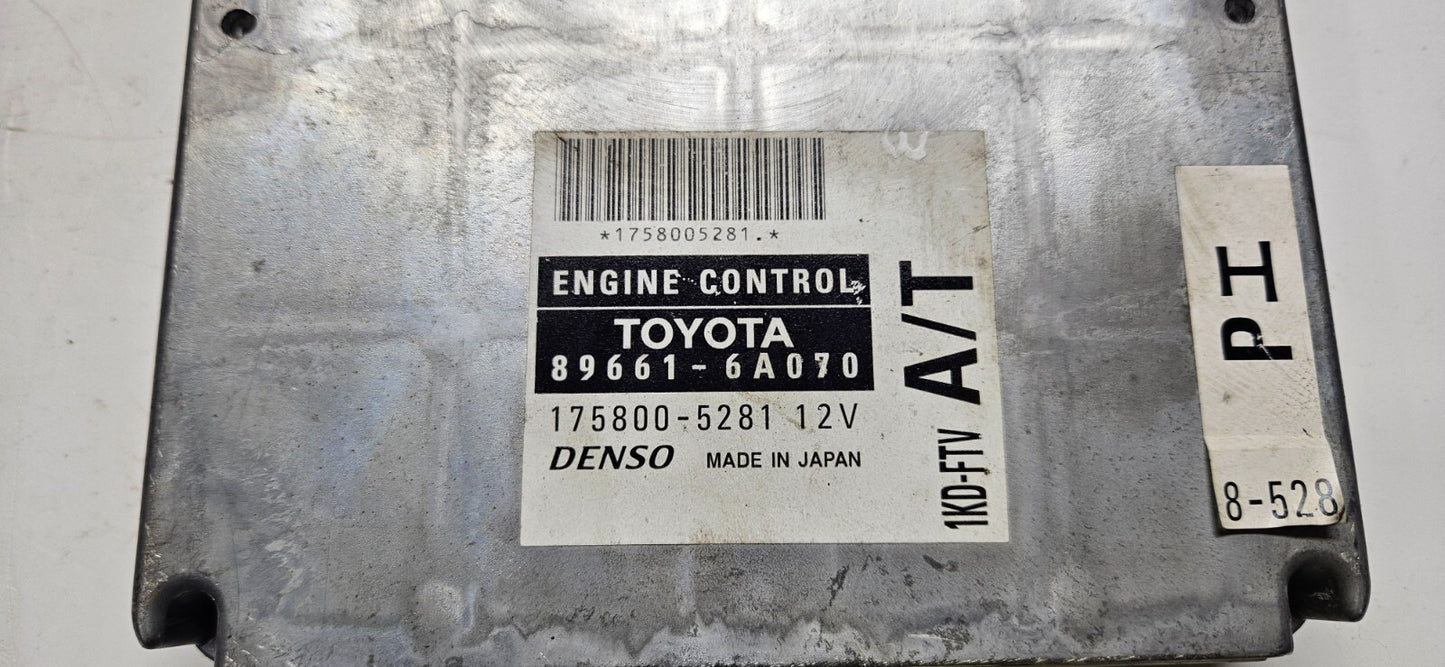 *1758005281.*
ENGINE CONTROL
TOYOTA
89661-6A070
175800-5281 12V
DENSO MADE IN JAPAN
1KD-FTV A/T
PI
8-528